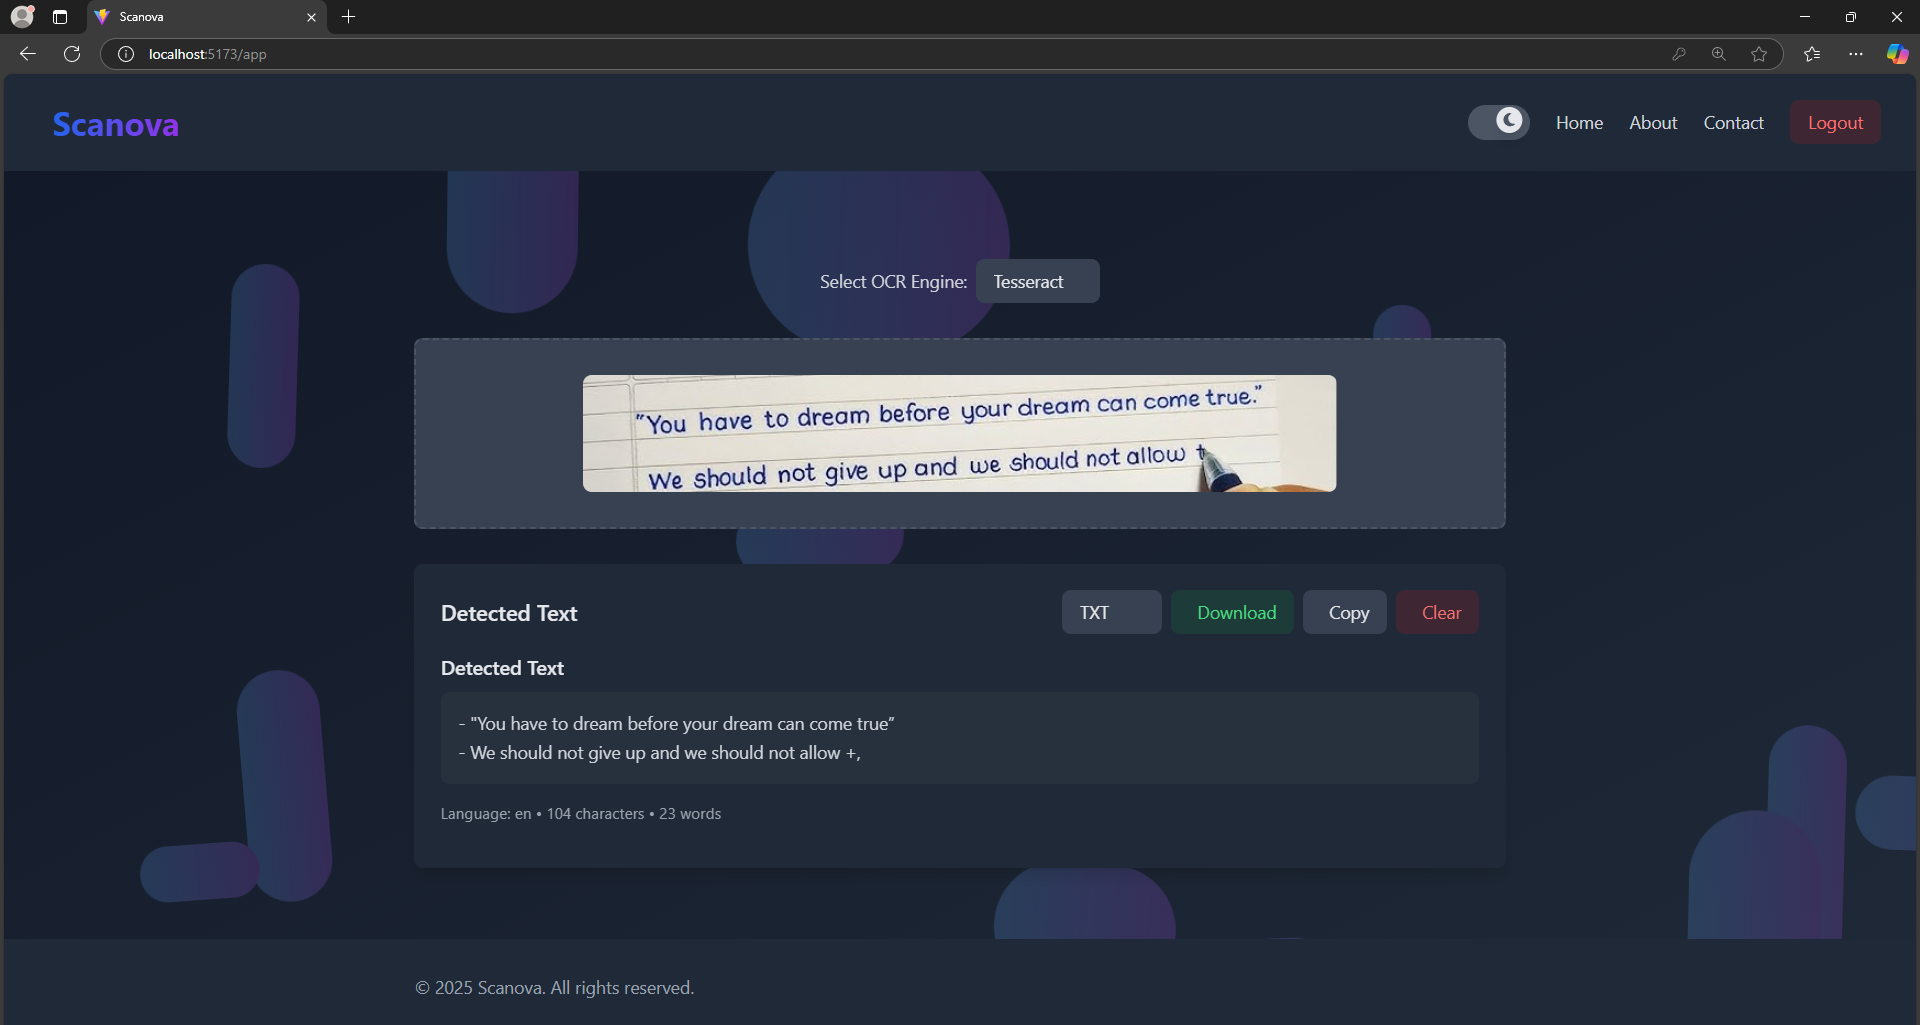 Scanova
localhost:5173/app
Scanova
Home About Contact Logout
Select OCR Engine: Tesseract
"You have to dream before your dream can come true."
We should not give up and we should not allow t
Detected Text
TXT Download Copy Clear
Detected Text
- "You have to dream before your dream can come true”
- We should not give up and we should not allow +,
Language: en • 104 characters • 23 words
© 2025 Scanova. All rights reserved.